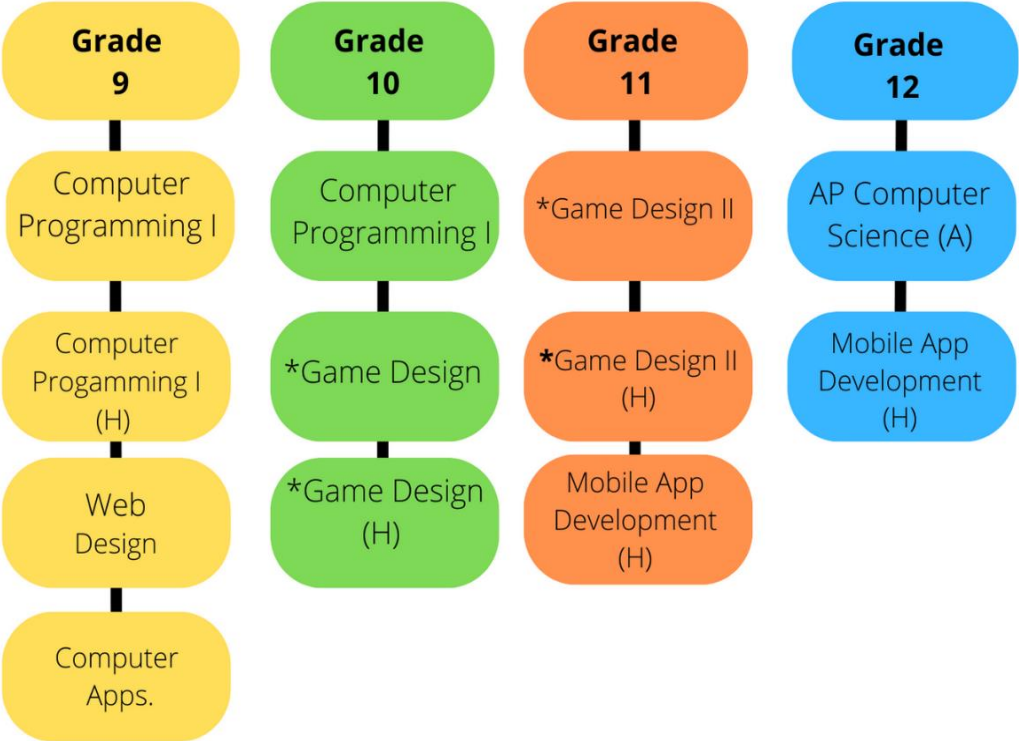 Grade
9
Computer
Programming I
Computer
Progamming I
(H)
Web
Design
Computer
Apps.
Grade
10
Computer
Programming I
*Game Design
*Game Design
(H)
Grade
11
*Game Design II
*Game Design II
(H)
Mobile App
Development
(H)
Grade
12
AP Computer
Science (A)
Mobile App
Development
(H)